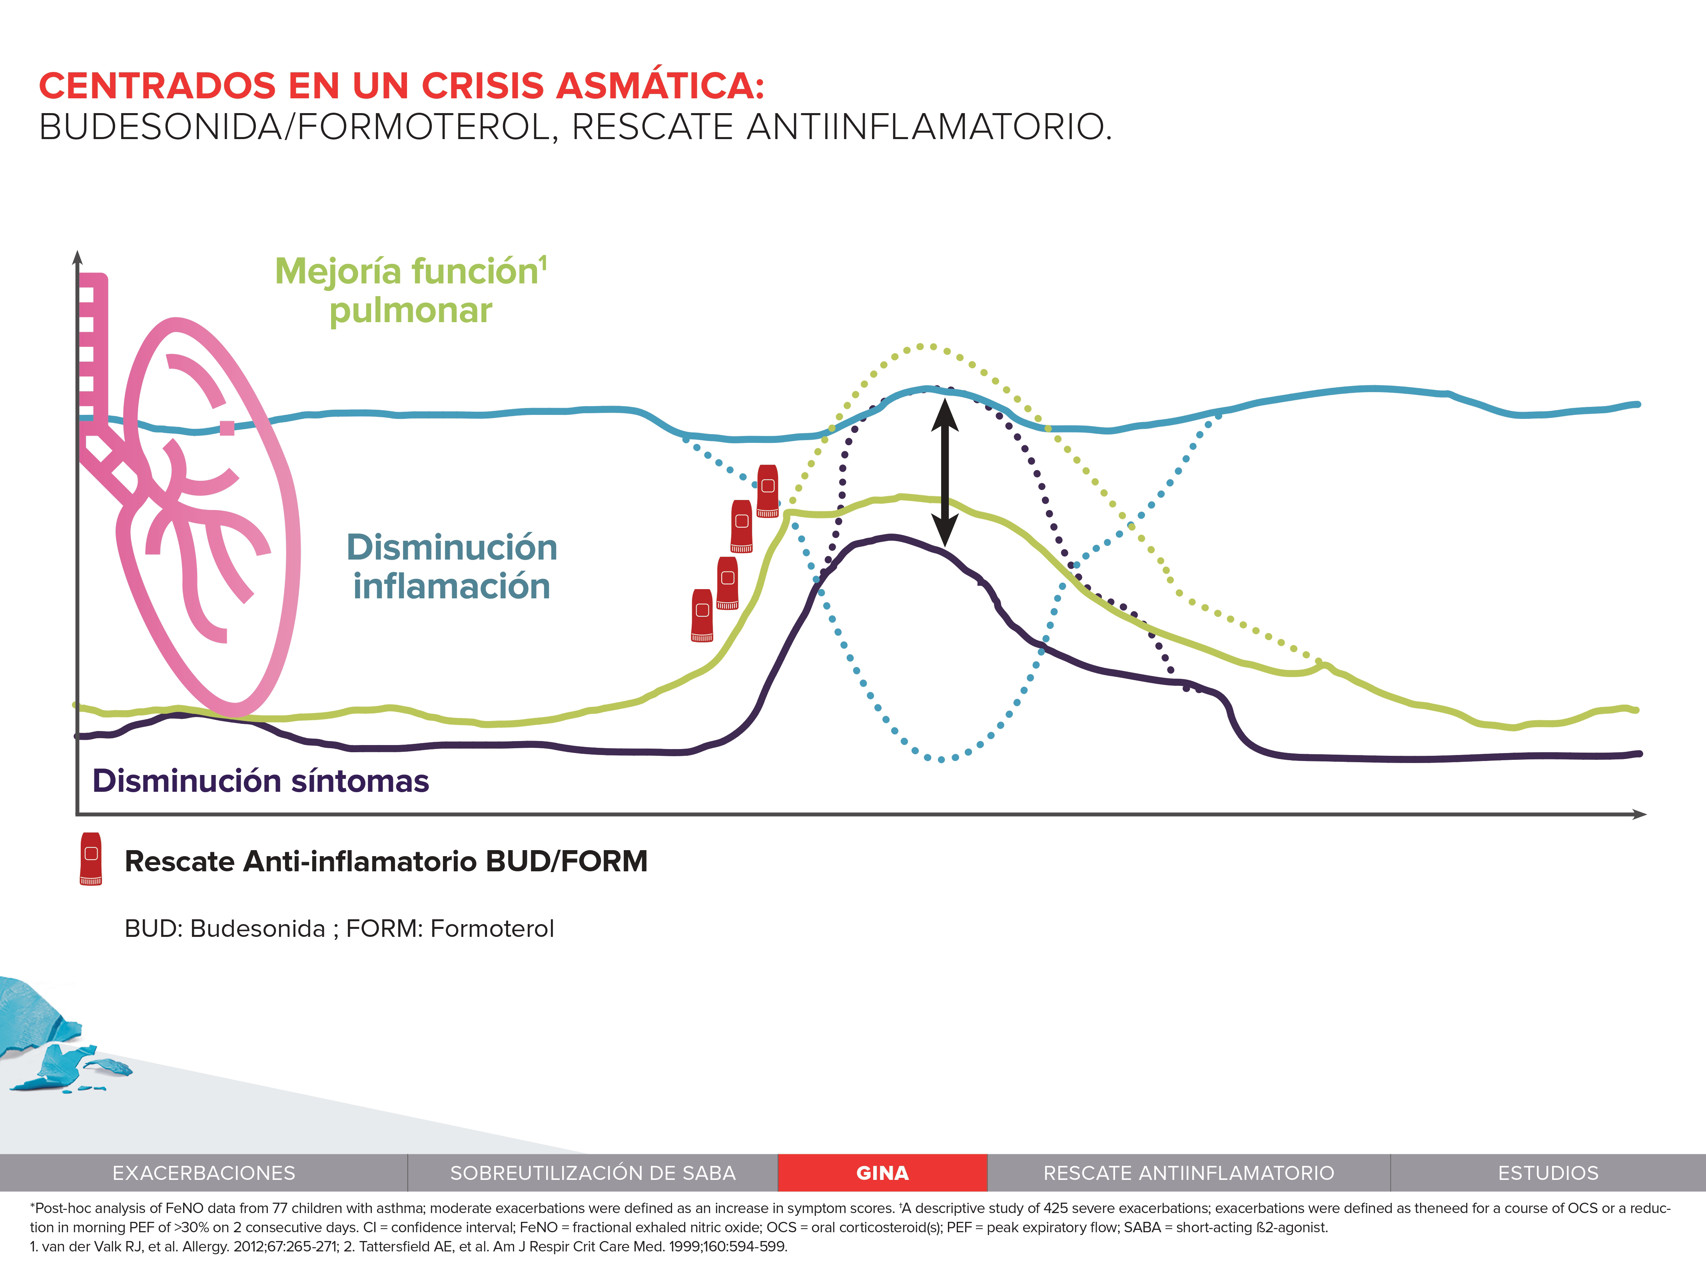 CENTRADOS EN UN CRISIS ASMÁTICA:
BUDESONIDA/FORMOTEROL, RESCATE ANTIINFLAMATORIO.
Mejoría función¹
pulmonar
Disminución
inflamación
Disminución síntomas
Rescate Anti-inflamatorio BUD/FORM
BUD: Budesonida ; FORM: Formoterol
EXACERBACIONES
SOBREUTILIZACIÓN DE SABA
GINA
RESCATE ANTIINFLAMATORIO
ESTUDIOS
*Post-hoc analysis of FeNO data from 77 children with asthma; moderate exacerbations were defined as an increase in symptom scores. †A descriptive study of 425 severe exacerbations; exacerbations were defined as theneed for a course of OCS or a reduc-
tion in morning PEF of >30% on 2 consecutive days. CI = confidence interval; FeNO = fractional exhaled nitric oxide; OCS = oral corticosteroid(s); PEF = peak expiratory flow; SABA = short-acting ß2-agonist.
1. van der Valk RJ, et al. Allergy. 2012;67:265-271; 2. Tattersfield AE, et al. Am J Respir Crit Care Med. 1999;160:594-599.